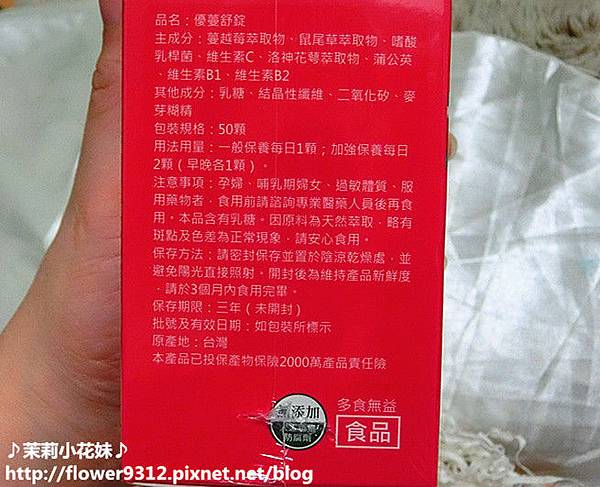 品名：優蔓舒錠
主成分：蔓越莓萃取物、鼠尾草萃取物、嗜酸
乳桿菌、維生素C、洛神花萼萃取物、蒲公英
、維生素B1、維生素B2
其他成分：乳糖、結晶性纖維、二氧化矽、麥
芽糊精
包裝規格：50顆
用法用量：一般保養每日1顆；加強保養每日
2顆（早晚各1顆）。
注意事項：孕婦、哺乳期婦女、過敏體質、服
用藥物者，食用前請諮詢專業醫藥人員後再食
用。本品含有乳糖。因原料為天然萃取，略有
斑點及色差為正常現象，請安心食用。
保存方法：請密封保存並置於陰涼乾燥處，並
避免陽光直接照射。開封後為維持產品新鮮度
，請於3個月內食用完畢。
保存期限：三年（未開封）
批號及有效日期：如包裝所標示
原產地：台灣
本產品已投保產物保險2000萬產品責任險
添加
防腐劑
多食無益
食品
♪茉莉小花妹♪
http://flower9312.pixnet.net/blog